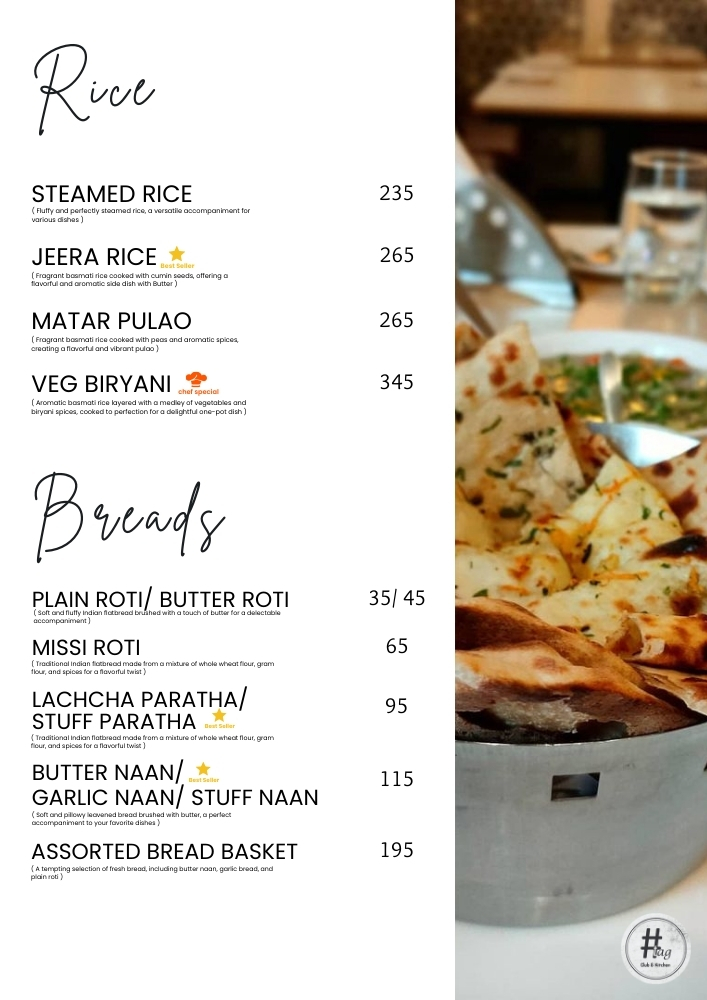 Rice
STEAMED RICE 235
( Fluffy and perfectly steamed rice, a versatile accompaniment for
various dishes )
JEERA RICE Best Seller 265
( Fragrant basmati rice cooked with cumin seeds, offering a
flavorful and aromatic side dish with Butter )
MATAR PULAO 265
( Fragrant basmati rice cooked with peas and aromatic spices,
creating a flavorful and vibrant pulao )
VEG BIRYANI chef special 345
( Aromatic basmati rice layered with a medley of vegetables and
biryani spices, cooked to perfection for a delightful one-pot dish )
Breads
PLAIN ROTI/ BUTTER ROTI 35/ 45
( Soft and fluffy Indian flatbread brushed with a touch of butter for a delectable
accompaniment )
MISSI ROTI 65
( Traditional Indian flatbread made from a mixture of whole wheat flour, gram
flour, and spices for a flavorful twist )
LACHCHA PARATHA/ 95
STUFF PARATHA Best Seller
( Traditional Indian flatbread made from a mixture of whole wheat flour, gram
flour, and spices for a flavorful twist )
BUTTER NAAN/ Best Seller 115
GARLIC NAAN/ STUFF NAAN
( Soft and pillowy leavened bread brushed with butter, a perfect
accompaniment to your favorite dishes )
ASSORTED BREAD BASKET 195
( A tempting selection of fresh bread, including butter naan, garlic bread, and
plain roti )
#tag
Club & Kitchen